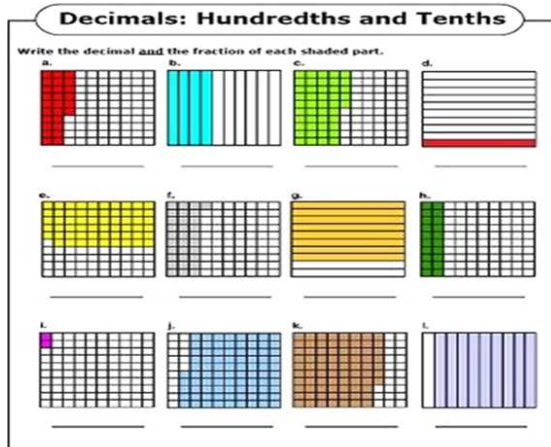 Decimals: Hundredths and Tenths
Write the decimal and the fraction of each shaded part.
a. b. c. d.
e. f. g. h.
i. j. k. l.